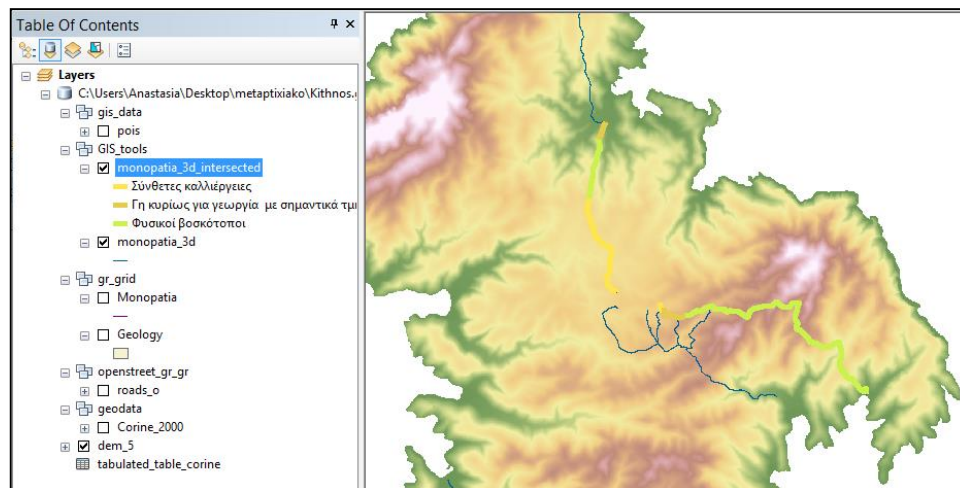 Table Of Contents
Layers
C:\Users\Anastasia\Desktop\metaptixiako\Kithnos.g
gis_data
pois
GIS_tools
monopatia_3d_intersected
Σύνθετες καλλιέργειες
Γη κυρίως για γεωργία με σημαντικά τμι
Φυσικοί βοσκότοποι
monopatia_3d
gr_grid
Monopatia
Geology
openstreet_gr_gr
roads_o
geodata
Corine_2000
dem_5
tabulated_table_corine